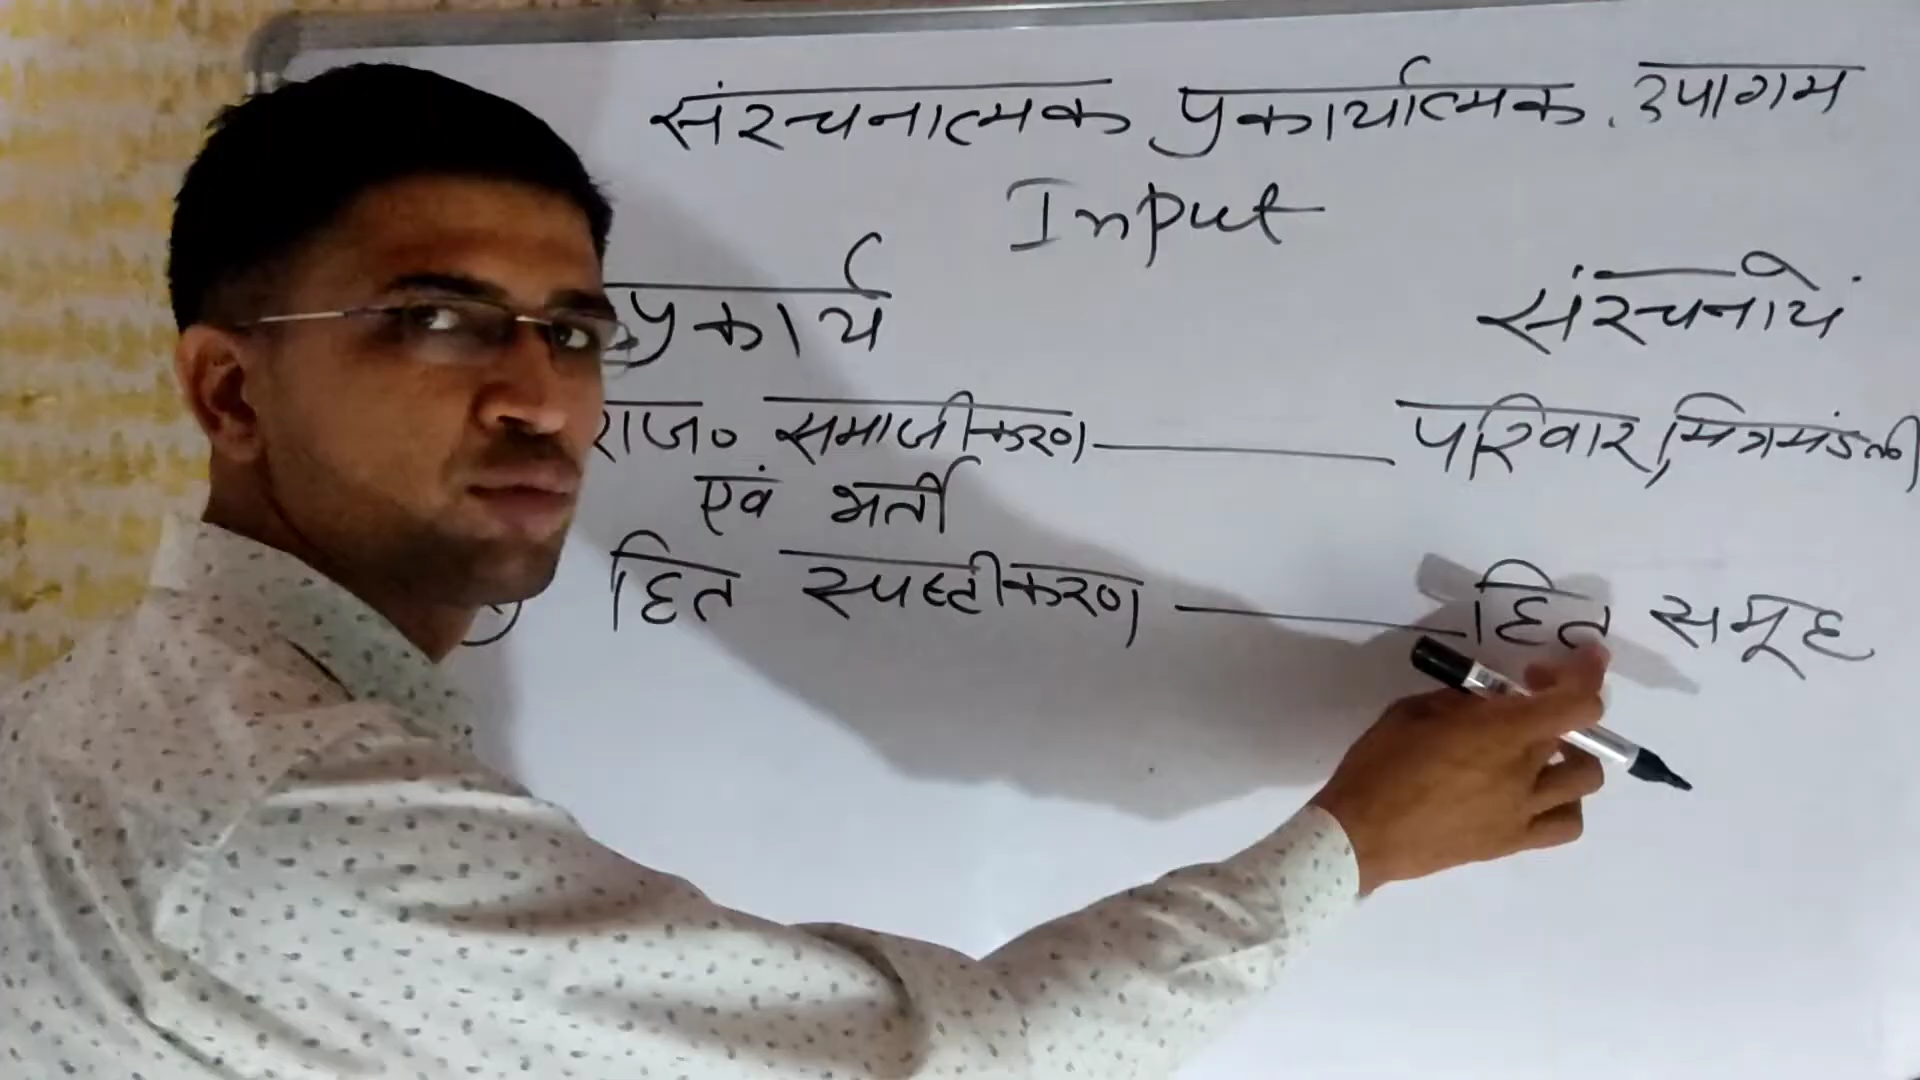 संरचनात्मक प्रकार्यात्मक उपागम
Input
प्रकार्य संरचनायें
राज० समाजीकरण — परिवार, मित्रमंडली
एवं भर्ती
हित स्पष्टीकरण — हित समूह